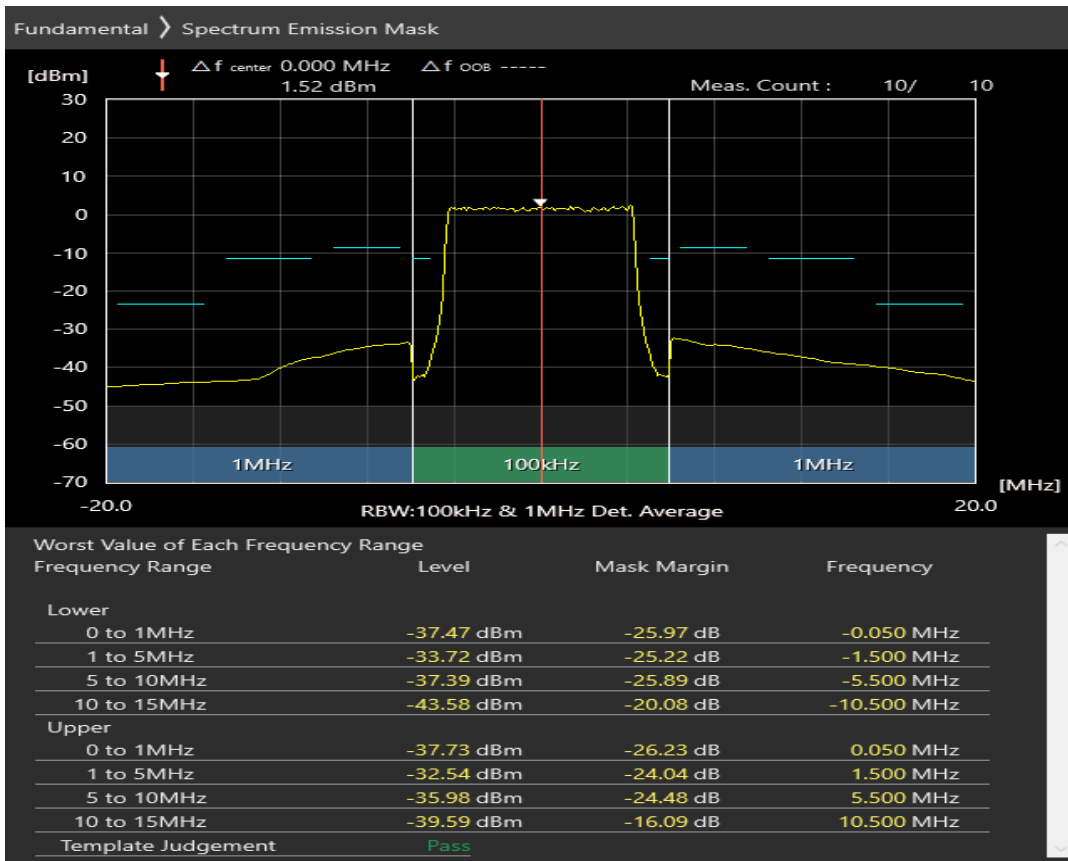 Fundamental ❯ Spectrum Emission Mask
[dBm] Δf center 0.000 MHz Δf OOB -----
1.52 dBm Meas. Count : 10/ 10
30
20
10
0
-10
-20
-30
-40
-50
-60
1MHz 100kHz 1MHz
-70
[MHz]
-20.0 RBW:100kHz & 1MHz Det. Average 20.0
Worst Value of Each Frequency Range
Frequency Range Level Mask Margin Frequency
Lower
0 to 1MHz -37.47 dBm -25.97 dB -0.050 MHz
1 to 5MHz -33.72 dBm -25.22 dB -1.500 MHz
5 to 10MHz -37.39 dBm -25.89 dB -5.500 MHz
10 to 15MHz -43.58 dBm -20.08 dB -10.500 MHz
Upper
0 to 1MHz -37.73 dBm -26.23 dB 0.050 MHz
1 to 5MHz -32.54 dBm -24.04 dB 1.500 MHz
5 to 10MHz -35.98 dBm -24.48 dB 5.500 MHz
10 to 15MHz -39.59 dBm -16.09 dB 10.500 MHz
Template Judgement Pass